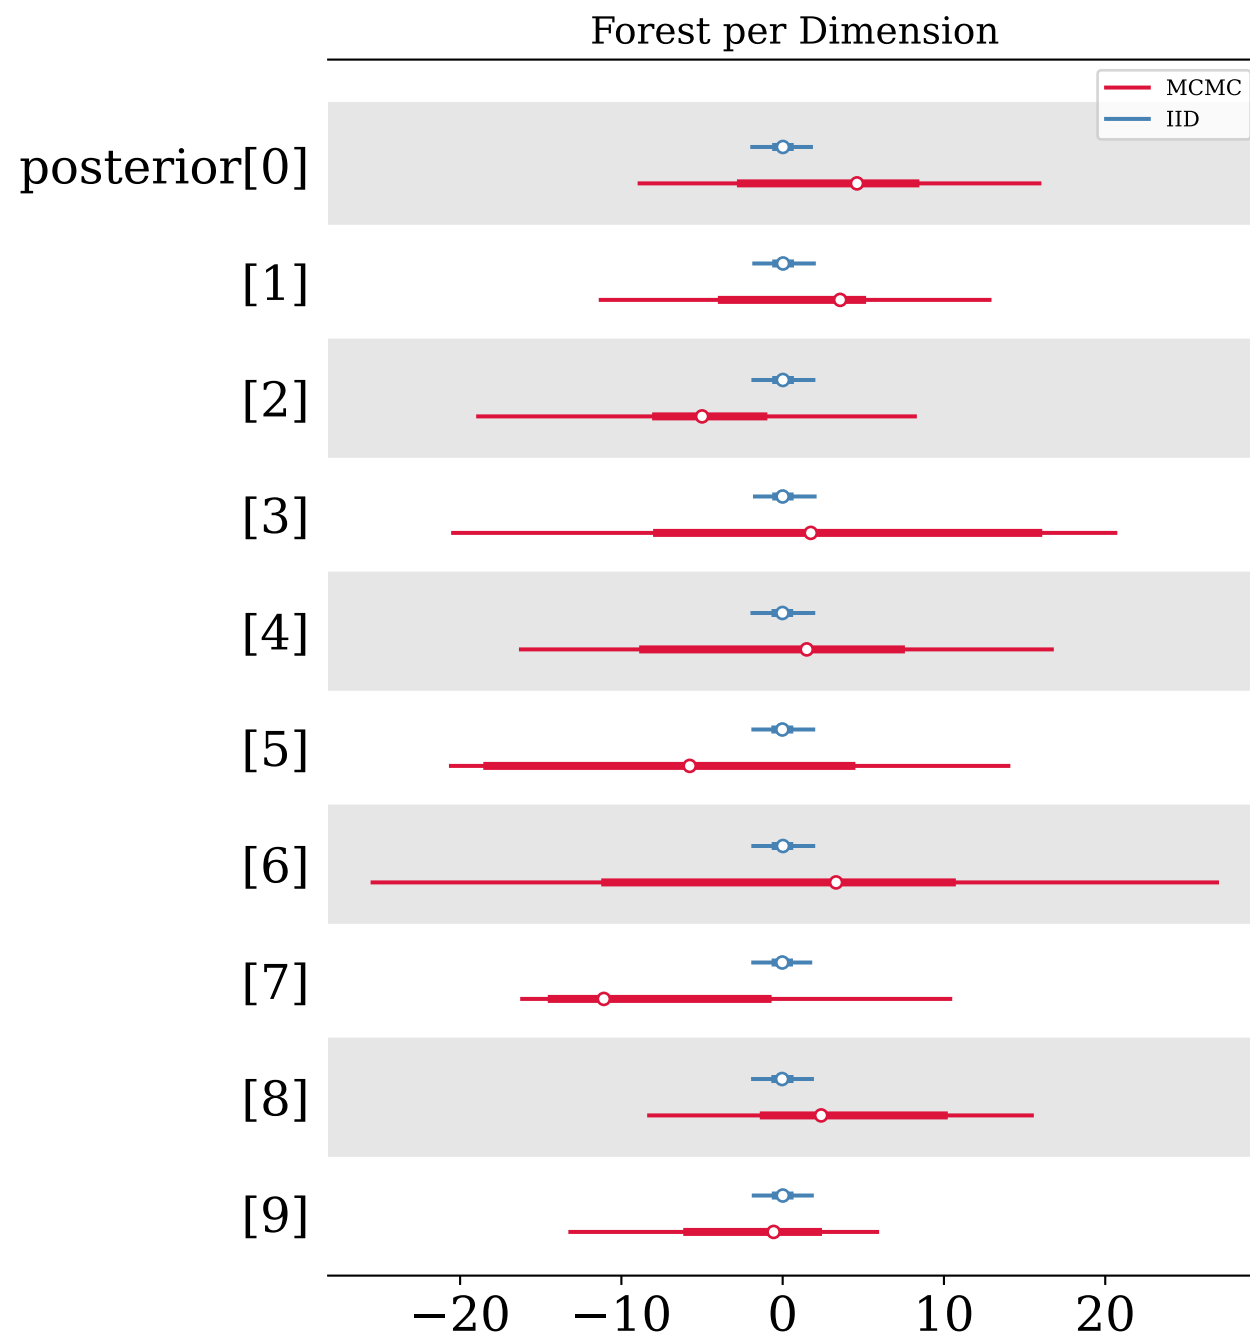 Forest per Dimension
MCMC
IID
posterior[0]
[1]
[2]
[3]
[4]
[5]
[6]
[7]
[8]
[9]
−20 −10 0 10 20